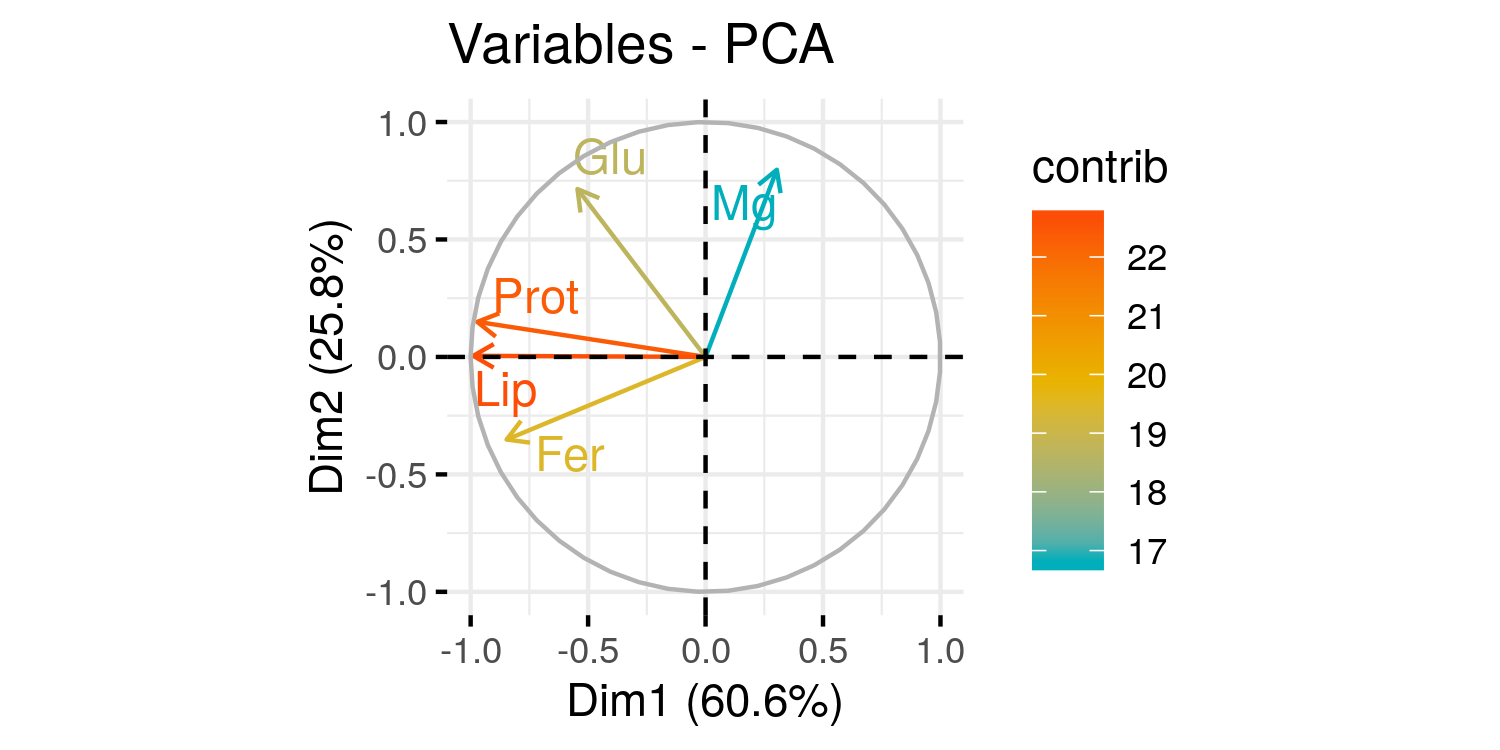 Variables - PCA
1.0
0.5
0.0
-0.5
-1.0
Dim2 (25.8%)
Glu
Mg
Prot
Lip
Fer
-1.0 -0.5 0.0 0.5 1.0
Dim1 (60.6%)
contrib
22
21
20
19
18
17